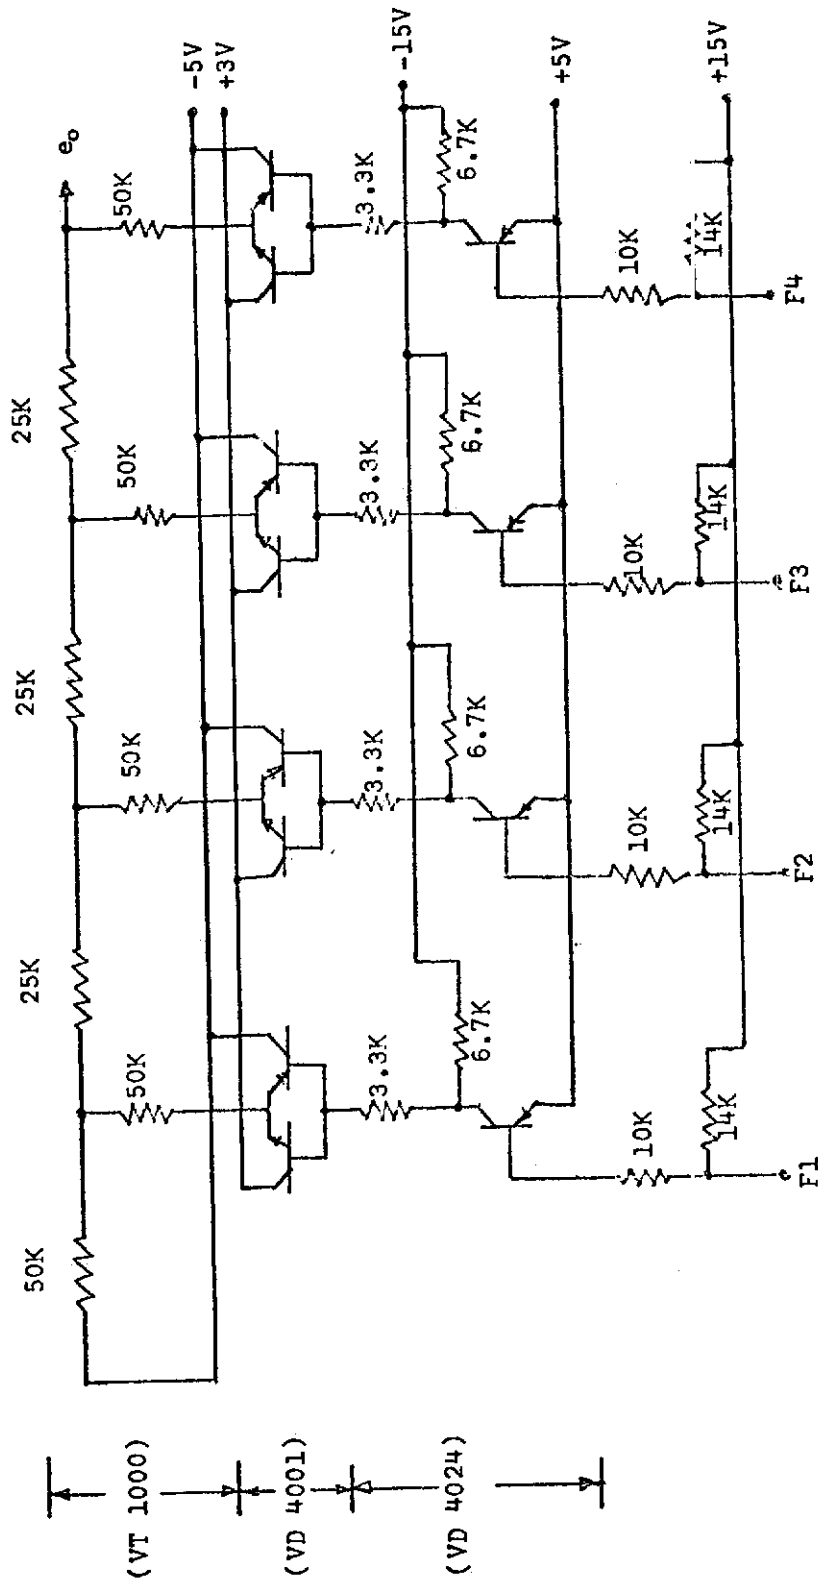 50K
25K
25K
25K
e₀
50K
50K
50K
50K
-5V
+3V
(VT 1000)
(VD 4001)
3.3K
3.3K
3.3K
3.3K
-15V
6.7K
6.7K
6.7K
6.7K
(VD 4024)
+5V
10K
10K
10K
10K
14K
14K
14K
14K
+15V
F1
F2
F3
F4